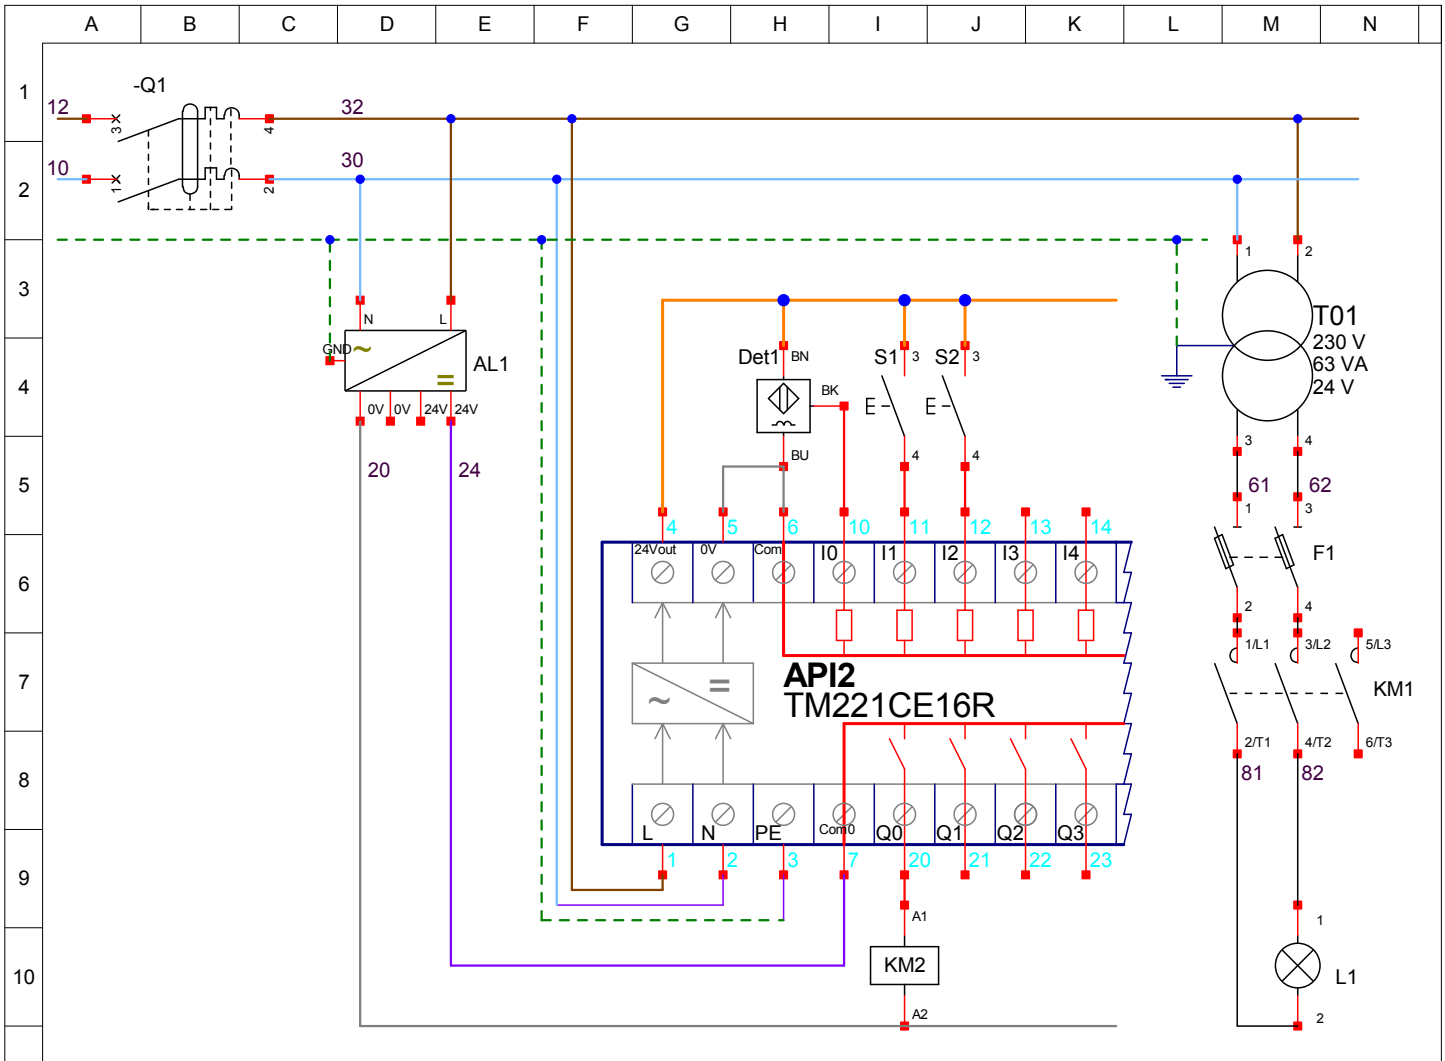 A B C D E F G H I J K L M N
1
-Q1
12 3 4 32
10 1 2 30
2
3
1 2
N L
T01
230 V
63 VA
24 V
GND
AL1
Det1 BN S1 3 S2 3
4
BK
E E
0V 0V 24V 24V
BU 4 4
3 4
20 24
5
61 62
1 3
4 5 6 10 11 12 13 14
24Vout 0V Com I0 I1 I2 I3 I4
F1
6
2 4
1/L1 3/L2 5/L3
7
API2
TM221CE16R
KM1
2/T1 4/T2 6/T3
8
81 82
L N PE Com0 Q0 Q1 Q2 Q3
1 2 3 7 20 21 22 23
9
A1
1
KM2
10
L1
A2
2